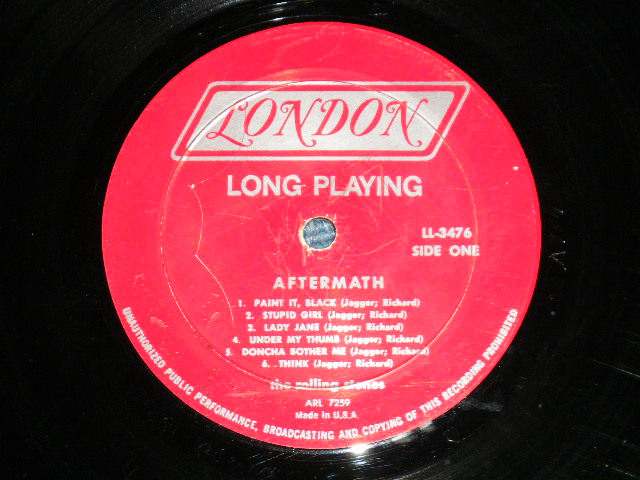 LONDON
LONG PLAYING
LL-3476
SIDE ONE
AFTERMATH
1. PAINT IT, BLACK (Jagger; Richard)
2. STUPID GIRL (Jagger; Richard)
3. LADY JANE (Jagger; Richard)
4. UNDER MY THUMB (Jagger; Richard)
5. DONCHA BOTHER ME (Jagger; Richard)
6. THINK (Jagger; Richard)
the rolling stones
ARL 7259
Made in U.S.A.
UNAUTHORIZED PUBLIC PERFORMANCE, BROADCASTING AND COPYING OF THIS RECORDING PROHIBITED